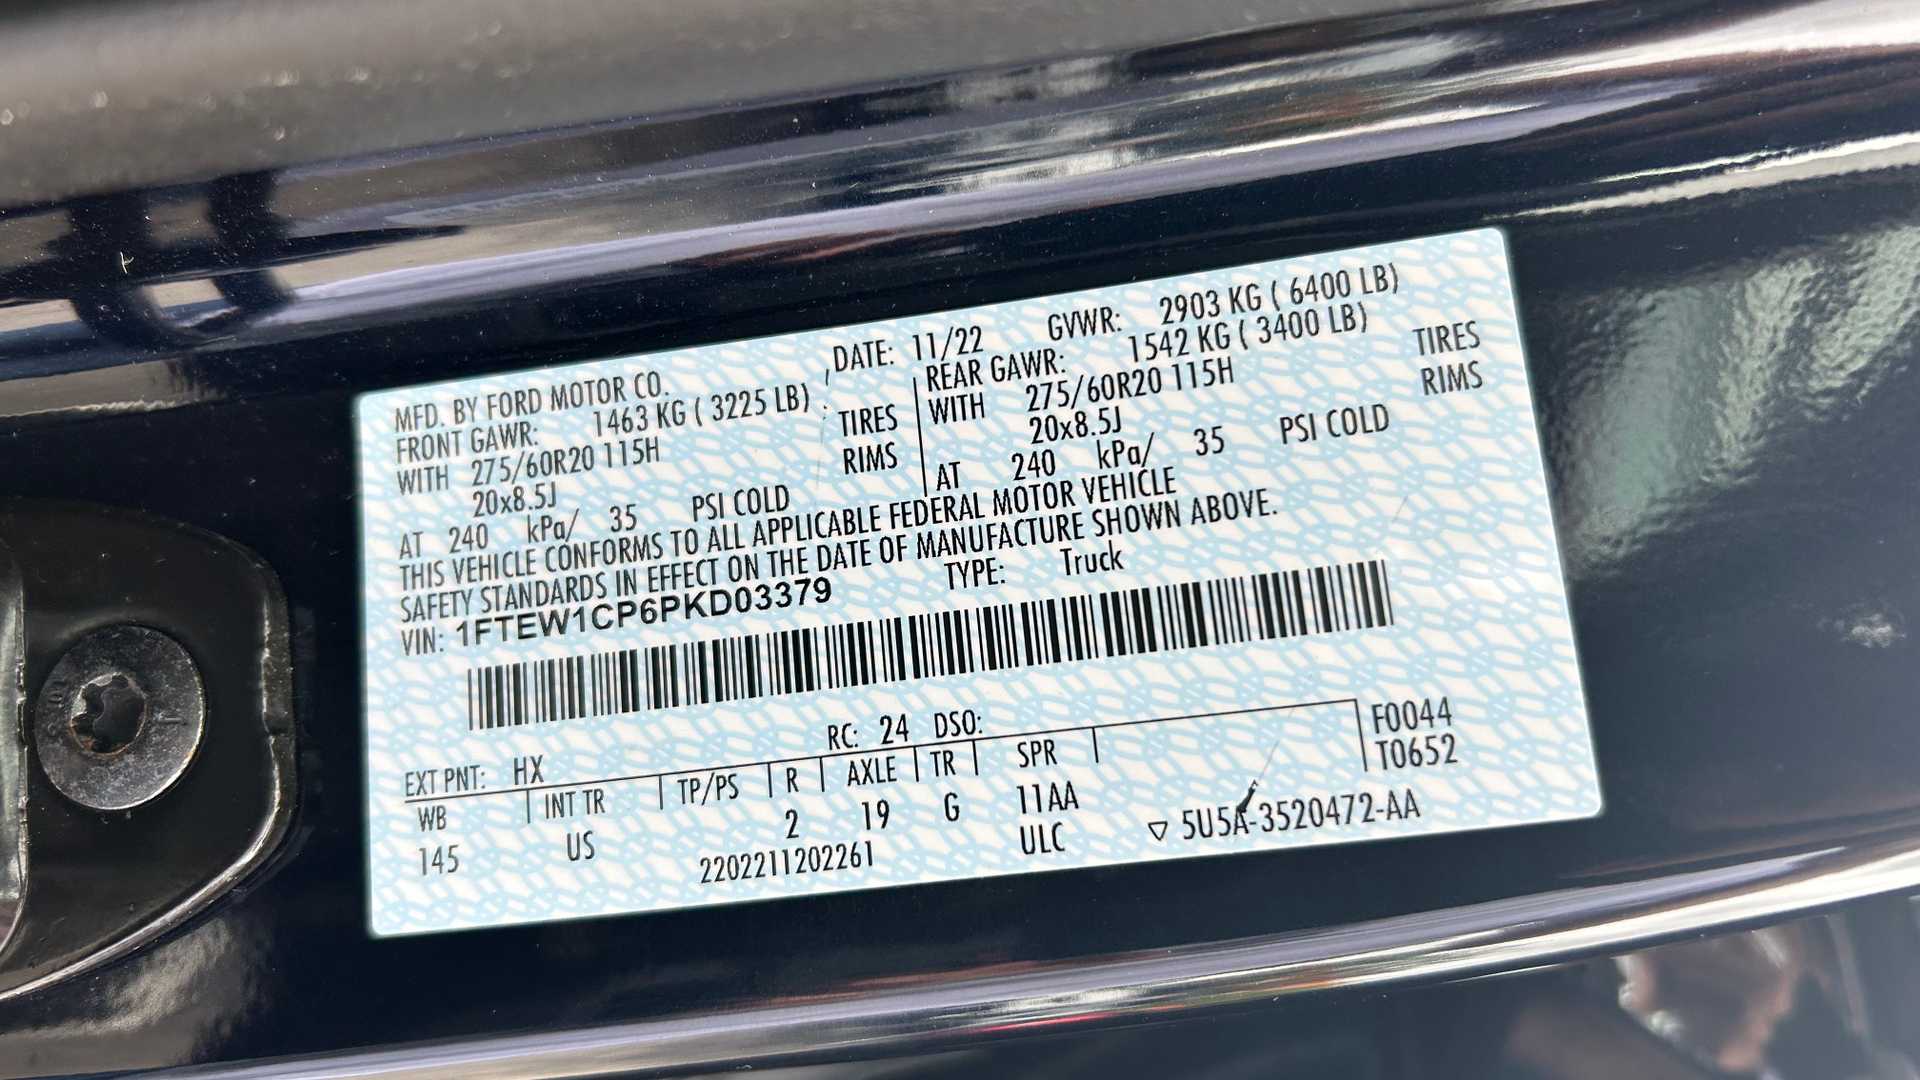 MFD. BY FORD MOTOR CO. DATE: 11/22 GVWR: 2903 KG ( 6400 LB)
FRONT GAWR: 1463 KG ( 3225 LB) REAR GAWR: 1542 KG ( 3400 LB)
WITH 275/60R20 115H TIRES WITH 275/60R20 115H TIRES
20x8.5J RIMS 20x8.5J RIMS
AT 240 kPa/ 35 PSI COLD AT 240 kPa/ 35 PSI COLD
THIS VEHICLE CONFORMS TO ALL APPLICABLE FEDERAL MOTOR VEHICLE
SAFETY STANDARDS IN EFFECT ON THE DATE OF MANUFACTURE SHOWN ABOVE.
VIN: 1FTEW1CP6PKD03379 TYPE: Truck
EXT PNT: HX RC: 24 DSO: F0044
WB INT TR TP/PS R AXLE TR SPR T0652
145 US 2 19 G 11AA
2202211202261 ULC ▽ 5U5A-3520472-AA